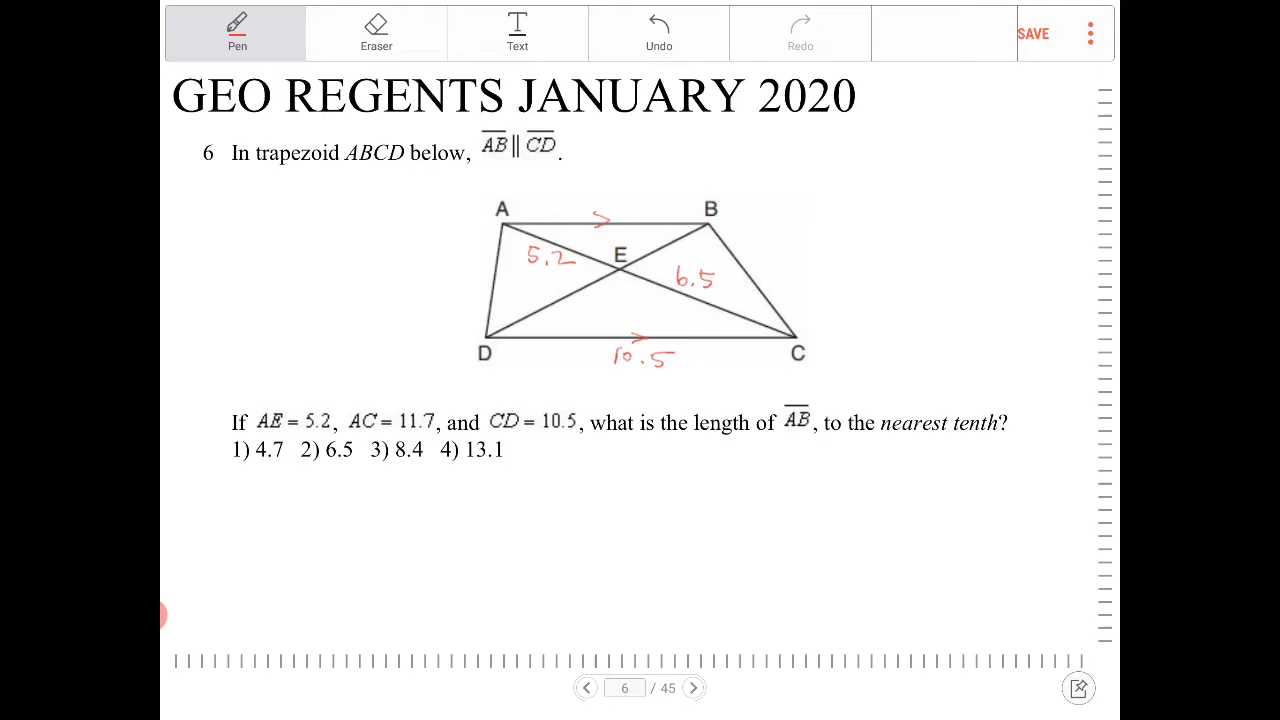 Pen Eraser Text Undo Redo SAVE
GEO REGENTS JANUARY 2020
6 In trapezoid ABCD below, AB || CD.
A B
5.2 E 6.5
D C
10.5
If AE = 5.2, AC = 11.7, and CD = 10.5, what is the length of AB, to the nearest tenth?
1) 4.7 2) 6.5 3) 8.4 4) 13.1
6 / 45